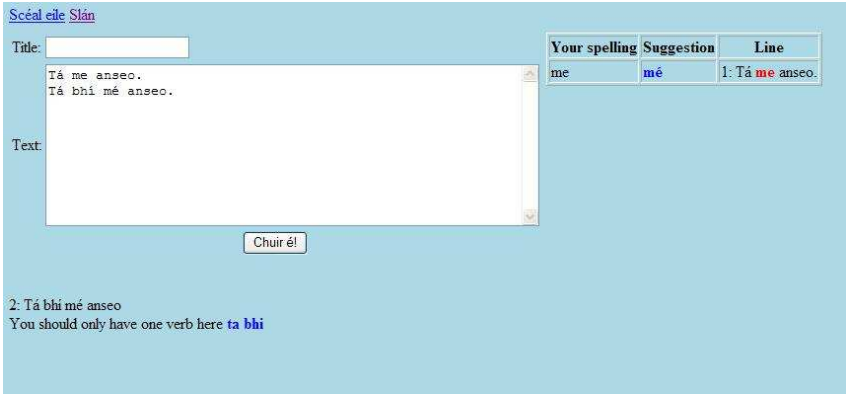 Scéal eile Slán
Title:
Text:
Tá me anseo.
Tá bhí mé anseo.
Chuir é!
Your spelling Suggestion Line
me mé 1: Tá me anseo.
2: Tá bhí mé anseo
You should only have one verb here ta bhi